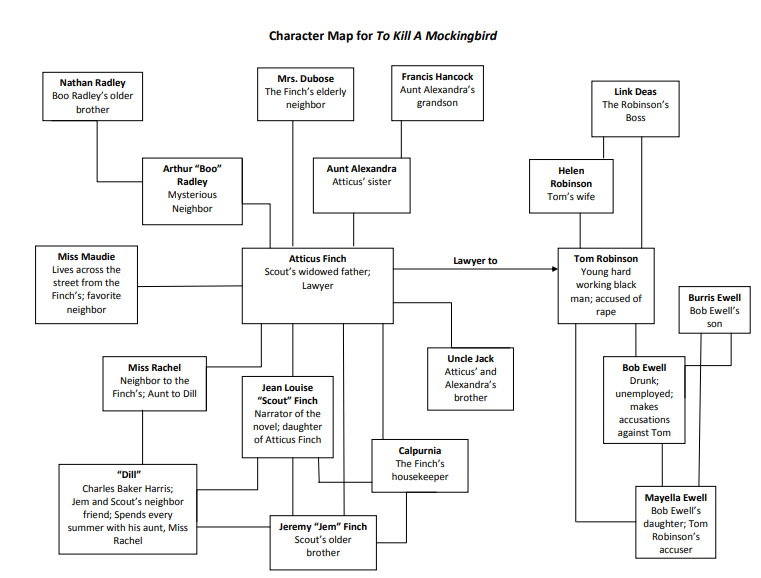 Character Map for To Kill A Mockingbird
Nathan Radley
Boo Radley's older
brother
Mrs. Dubose
The Finch's elderly
neighbor
Francis Hancock
Aunt Alexandra's
grandson
Link Deas
The Robinson's
Boss
Arthur "Boo"
Radley
Mysterious
Neighbor
Aunt Alexandra
Atticus' sister
Helen
Robinson
Tom's wife
Miss Maudie
Lives across the
street from the
Finch's; favorite
neighbor
Atticus Finch
Scout's widowed father;
Lawyer
Lawyer to
Tom Robinson
Young hard
working black
man; accused of
rape
Burris Ewell
Bob Ewell's
son
Miss Rachel
Neighbor to the
Finch's; Aunt to Dill
Jean Louise
"Scout" Finch
Narrator of the
novel; daughter
of Atticus Finch
Uncle Jack
Atticus' and
Alexandra's
brother
Bob Ewell
Drunk;
unemployed;
makes
accusations
against Tom
Calpurnia
The Finch's
housekeeper
"Dill"
Charles Baker Harris;
Jem and Scout's neighbor
friend; Spends every
summer with his aunt, Miss
Rachel
Jeremy "Jem" Finch
Scout's older
brother
Mayella Ewell
Bob Ewell's
daughter; Tom
Robinson's
accuser